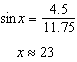 sin x = 4.5/11.75
x ≈ 23